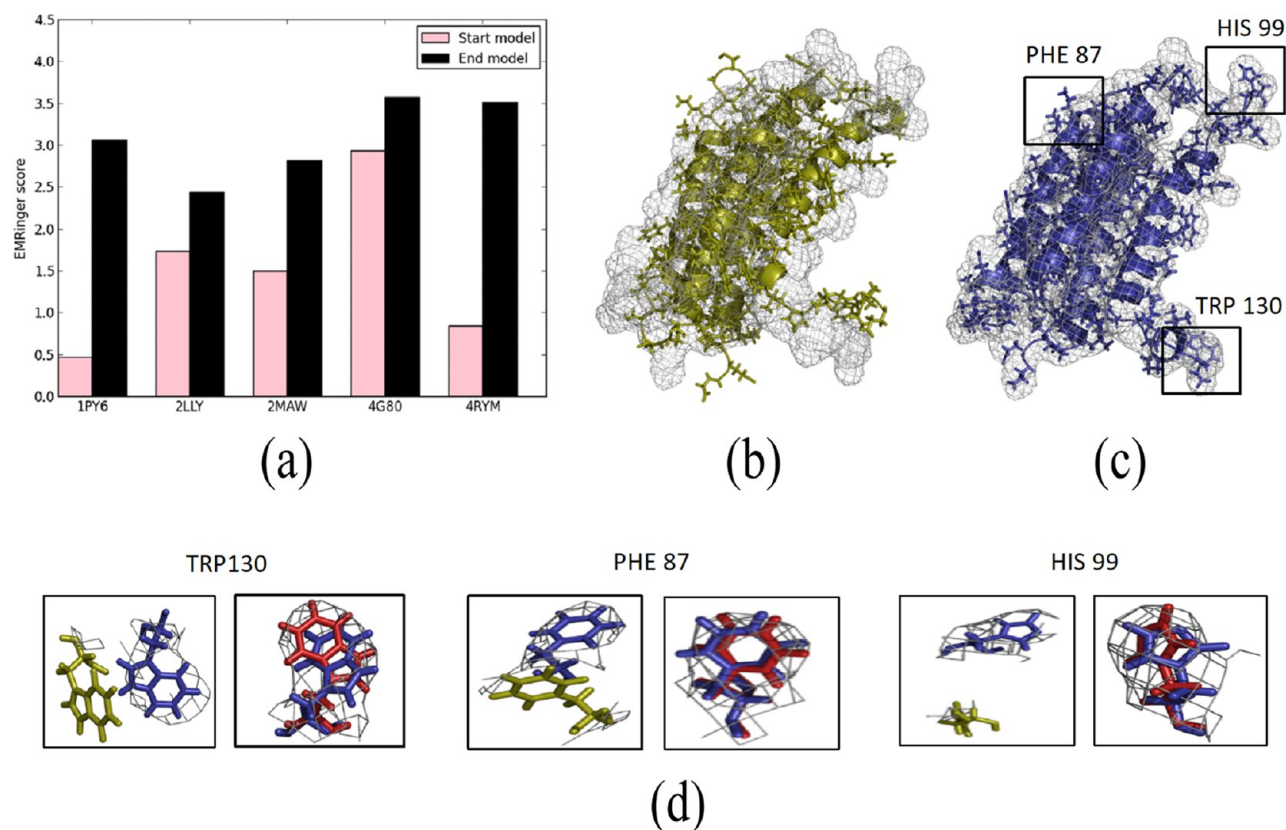 4.5
4.0
3.5
3.0
2.5
2.0
1.5
1.0
0.5
0.0
EMRinger score
Start model
End model
1PY6
2LLY
2MAW
4G80
4RYM
(a)
(b)
PHE 87
HIS 99
TRP 130
(c)
TRP130
PHE 87
HIS 99
(d)